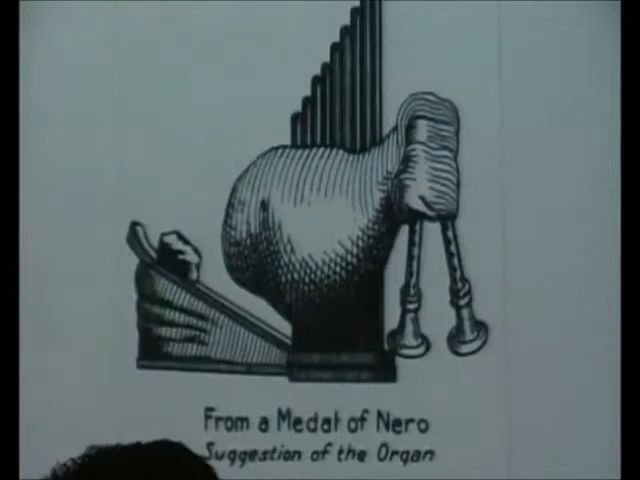 From a Medal of Nero
Suggestion of the Organ